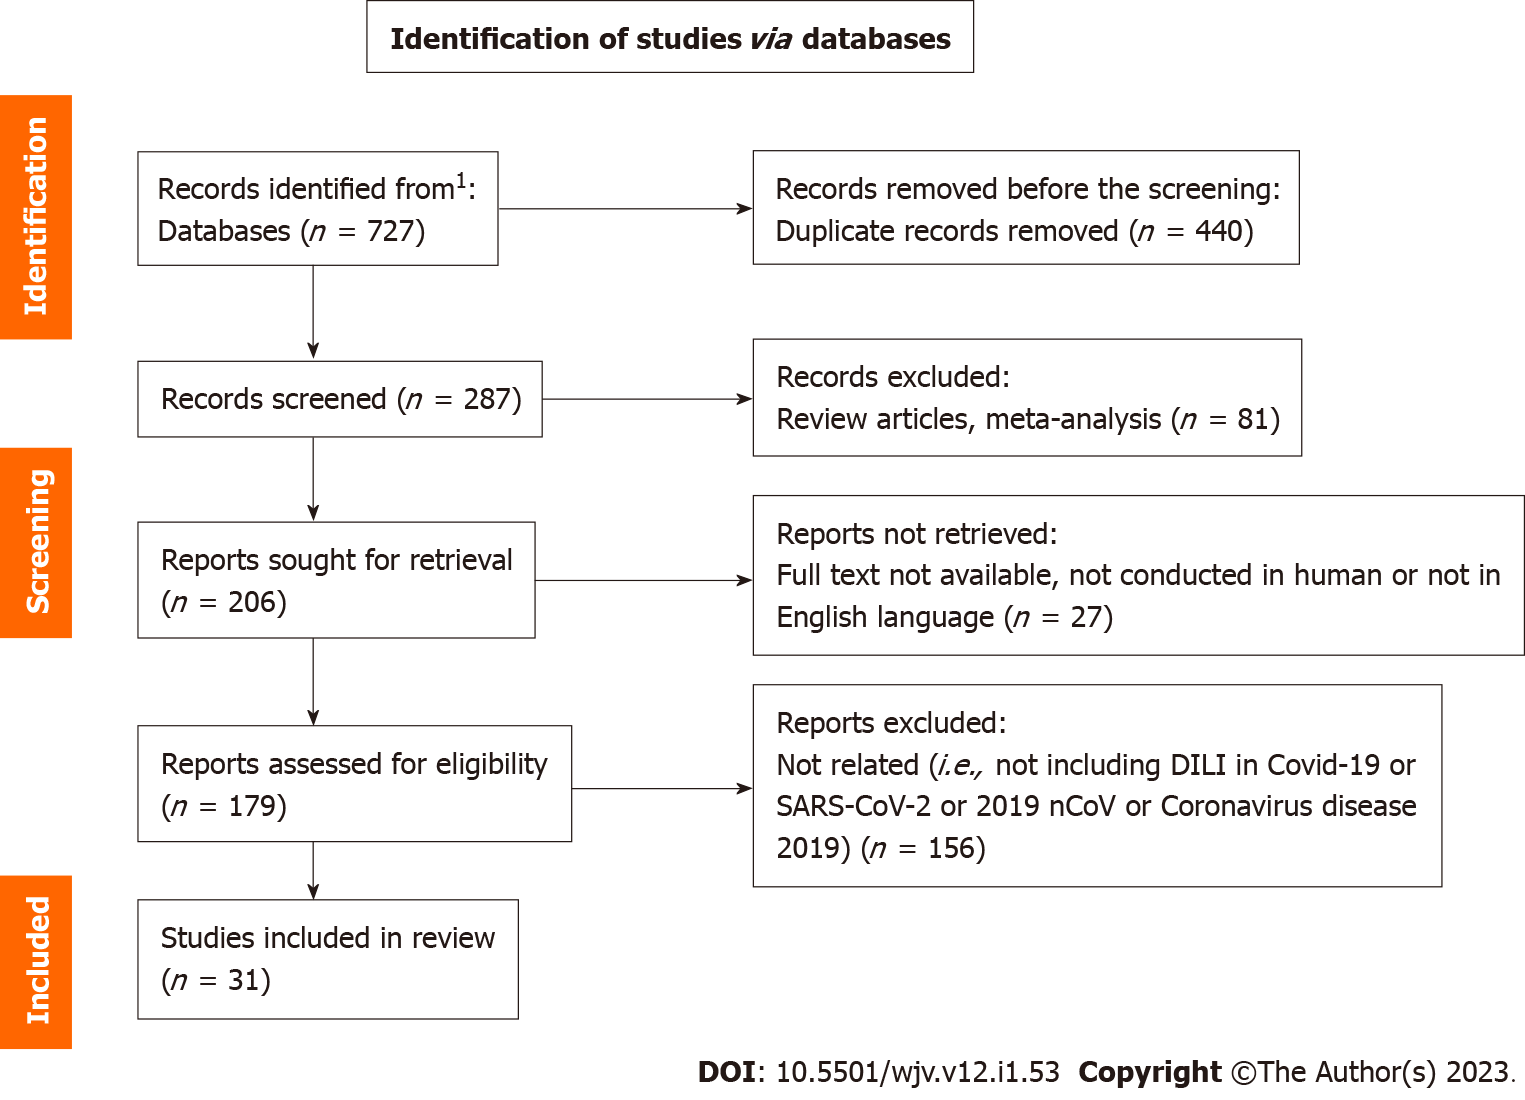 Identification of studies via databases
Identification
Records identified from¹:
Databases (n = 727)
Records removed before the screening:
Duplicate records removed (n = 440)
Records screened (n = 287)
Records excluded:
Review articles, meta-analysis (n = 81)
Screening
Reports sought for retrieval
(n = 206)
Reports not retrieved:
Full text not available, not conducted in human or not in
English language (n = 27)
Reports assessed for eligibility
(n = 179)
Reports excluded:
Not related (i.e., not including DILI in Covid-19 or
SARS-CoV-2 or 2019 nCoV or Coronavirus disease
2019) (n = 156)
Included
Studies included in review
(n = 31)
DOI: 10.5501/wjv.v12.i1.53 Copyright ©The Author(s) 2023.